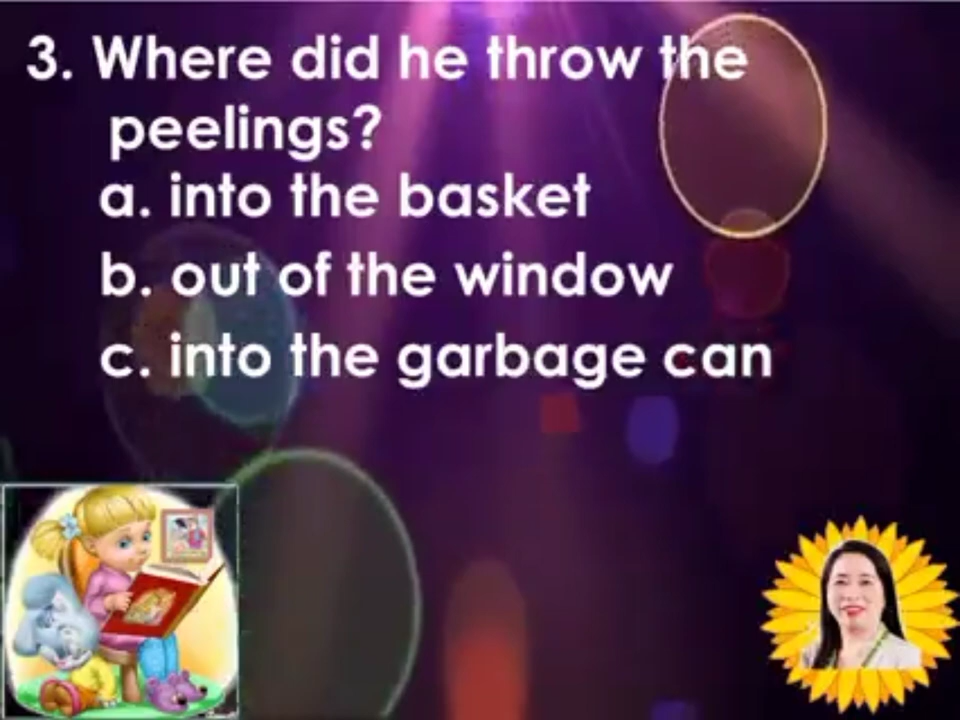 3. Where did he throw the
peelings?
a. into the basket
b. out of the window
c. into the garbage can